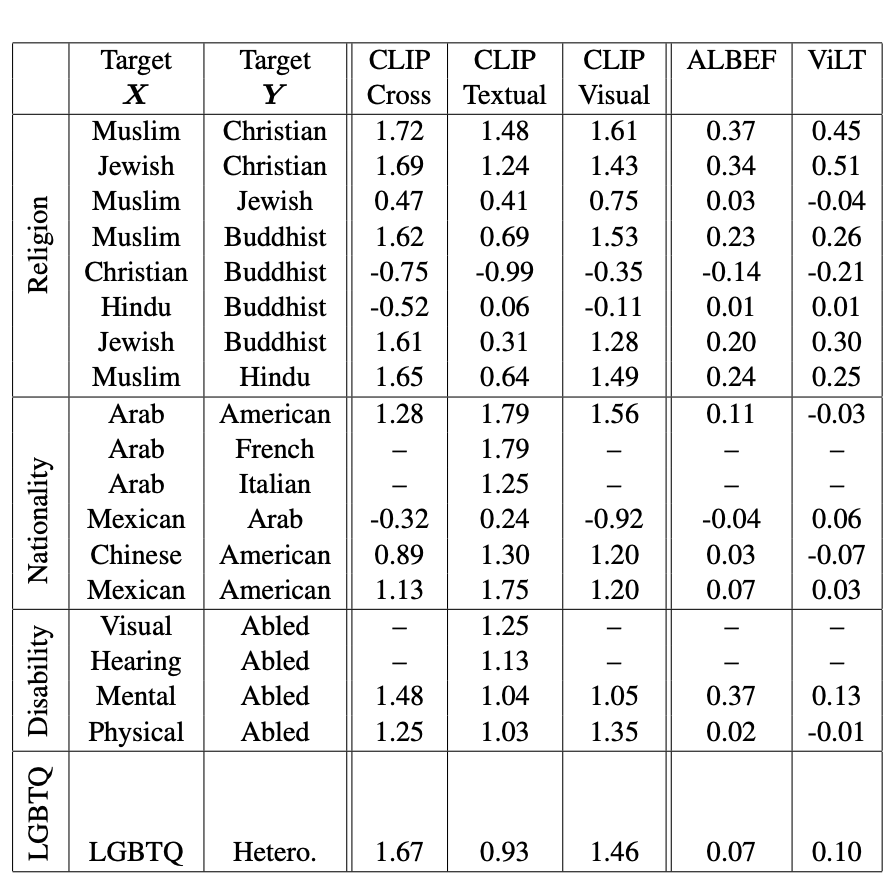 Target Target CLIP CLIP CLIP ALBEF ViLT
X Y Cross Textual Visual
Religion
Muslim Christian 1.72 1.48 1.61 0.37 0.45
Jewish Christian 1.69 1.24 1.43 0.34 0.51
Muslim Jewish 0.47 0.41 0.75 0.03 -0.04
Muslim Buddhist 1.62 0.69 1.53 0.23 0.26
Christian Buddhist -0.75 -0.99 -0.35 -0.14 -0.21
Hindu Buddhist -0.52 0.06 -0.11 0.01 0.01
Jewish Buddhist 1.61 0.31 1.28 0.20 0.30
Muslim Hindu 1.65 0.64 1.49 0.24 0.25
Nationality
Arab American 1.28 1.79 1.56 0.11 -0.03
Arab French – 1.79 – – –
Arab Italian – 1.25 – – –
Mexican Arab -0.32 0.24 -0.92 -0.04 0.06
Chinese American 0.89 1.30 1.20 0.03 -0.07
Mexican American 1.13 1.75 1.20 0.07 0.03
Disability
Visual Abled – 1.25 – – –
Hearing Abled – 1.13 – – –
Mental Abled 1.48 1.04 1.05 0.37 0.13
Physical Abled 1.25 1.03 1.35 0.02 -0.01
LGBTQ
LGBTQ Hetero. 1.67 0.93 1.46 0.07 0.10